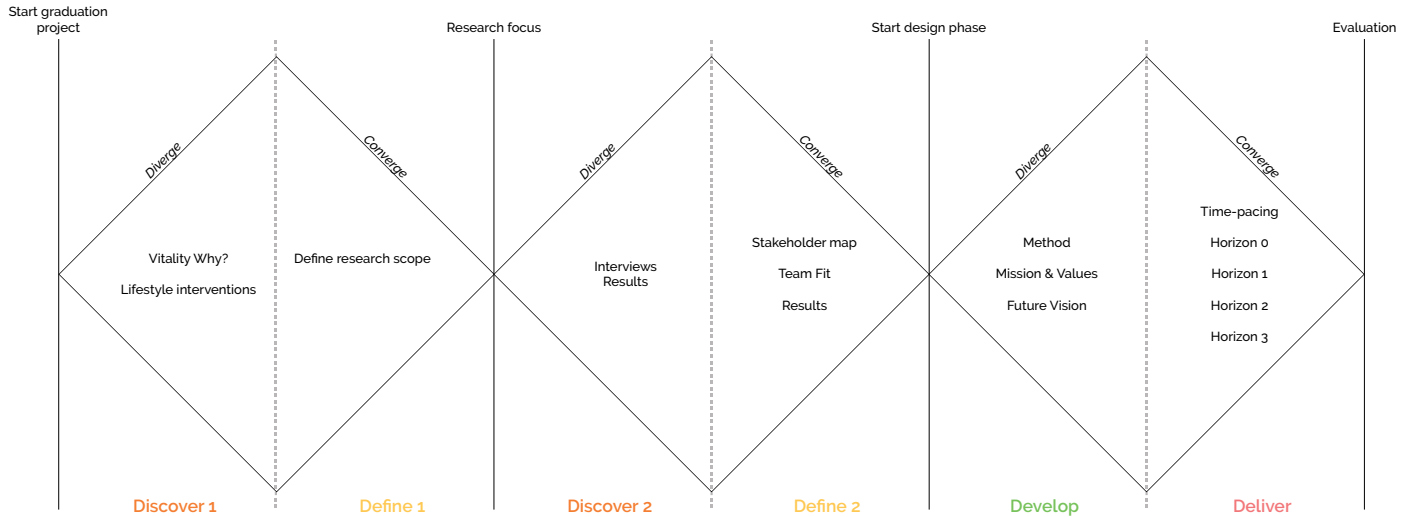 Start graduation
project
Research focus
Start design phase
Evaluation
Diverge
Converge
Diverge
Converge
Diverge
Converge
Vitality Why?
Lifestyle interventions
Define research scope
Interviews
Results
Stakeholder map
Team Fit
Results
Method
Mission & Values
Future Vision
Time-pacing
Horizon 0
Horizon 1
Horizon 2
Horizon 3
Discover 1
Define 1
Discover 2
Define 2
Develop
Deliver